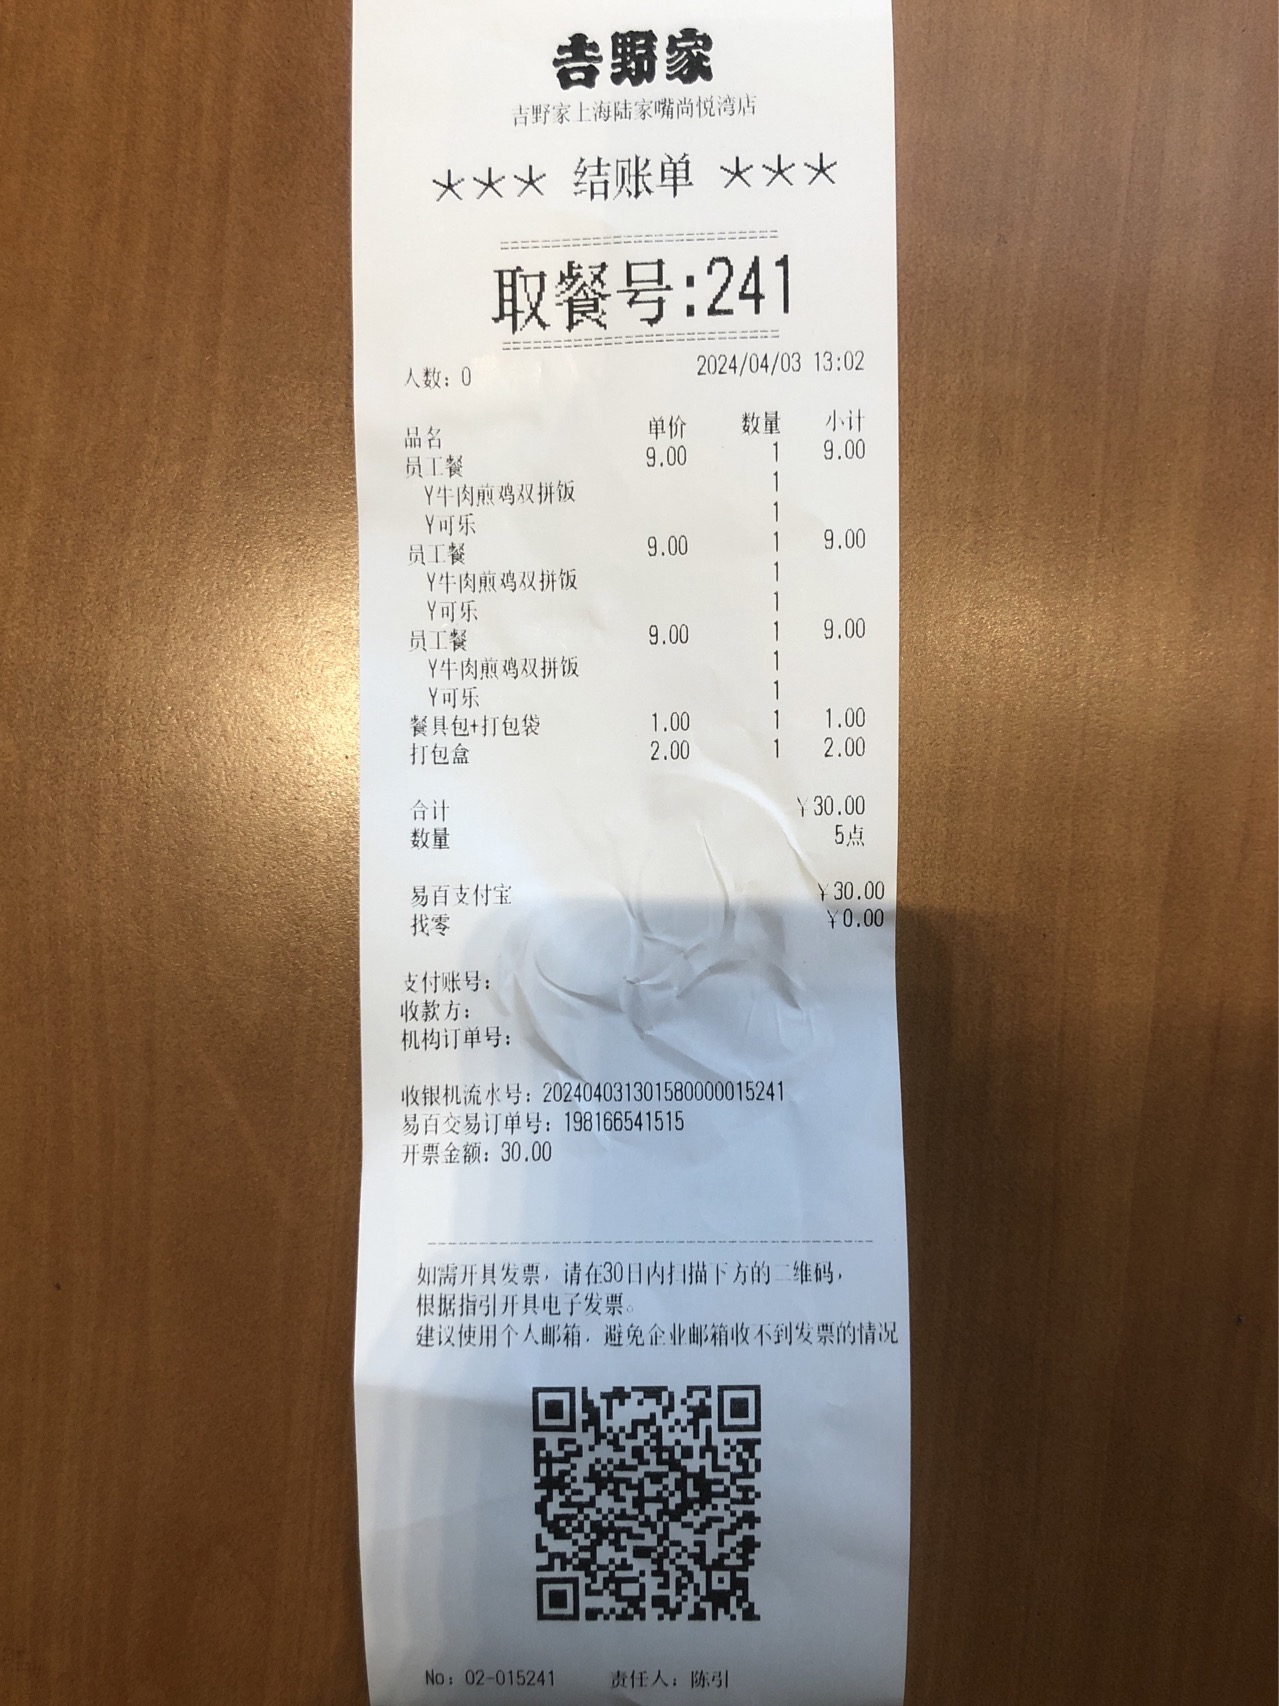 吉野家
吉野家上海陆家嘴尚悦湾店
*** 结账单 ***
取餐号:241
人数: 0 2024/04/03 13:02
品名 单价 数量 小计
员工餐 9.00 1 9.00
Y牛肉煎鸡双拼饭 1
Y可乐 1
员工餐 9.00 1 9.00
Y牛肉煎鸡双拼饭 1
Y可乐 1
员工餐 9.00 1 9.00
Y牛肉煎鸡双拼饭 1
Y可乐 1
餐具包+打包袋 1.00 1 1.00
打包盒 2.00 1 2.00
合计 ¥30.00
数量 5点
易百支付宝 ¥30.00
找零 ¥0.00
支付账号:
收款方:
机构订单号:
收银机流水号: 202404031301580000015241
易百交易订单号: 198166541515
开票金额: 30.00
如需开具发票, 请在30日内扫描下方的二维码,
根据指引开具电子发票。
建议使用个人邮箱, 避免企业邮箱收不到发票的情况
No: 02-015241 责任人: 陈引